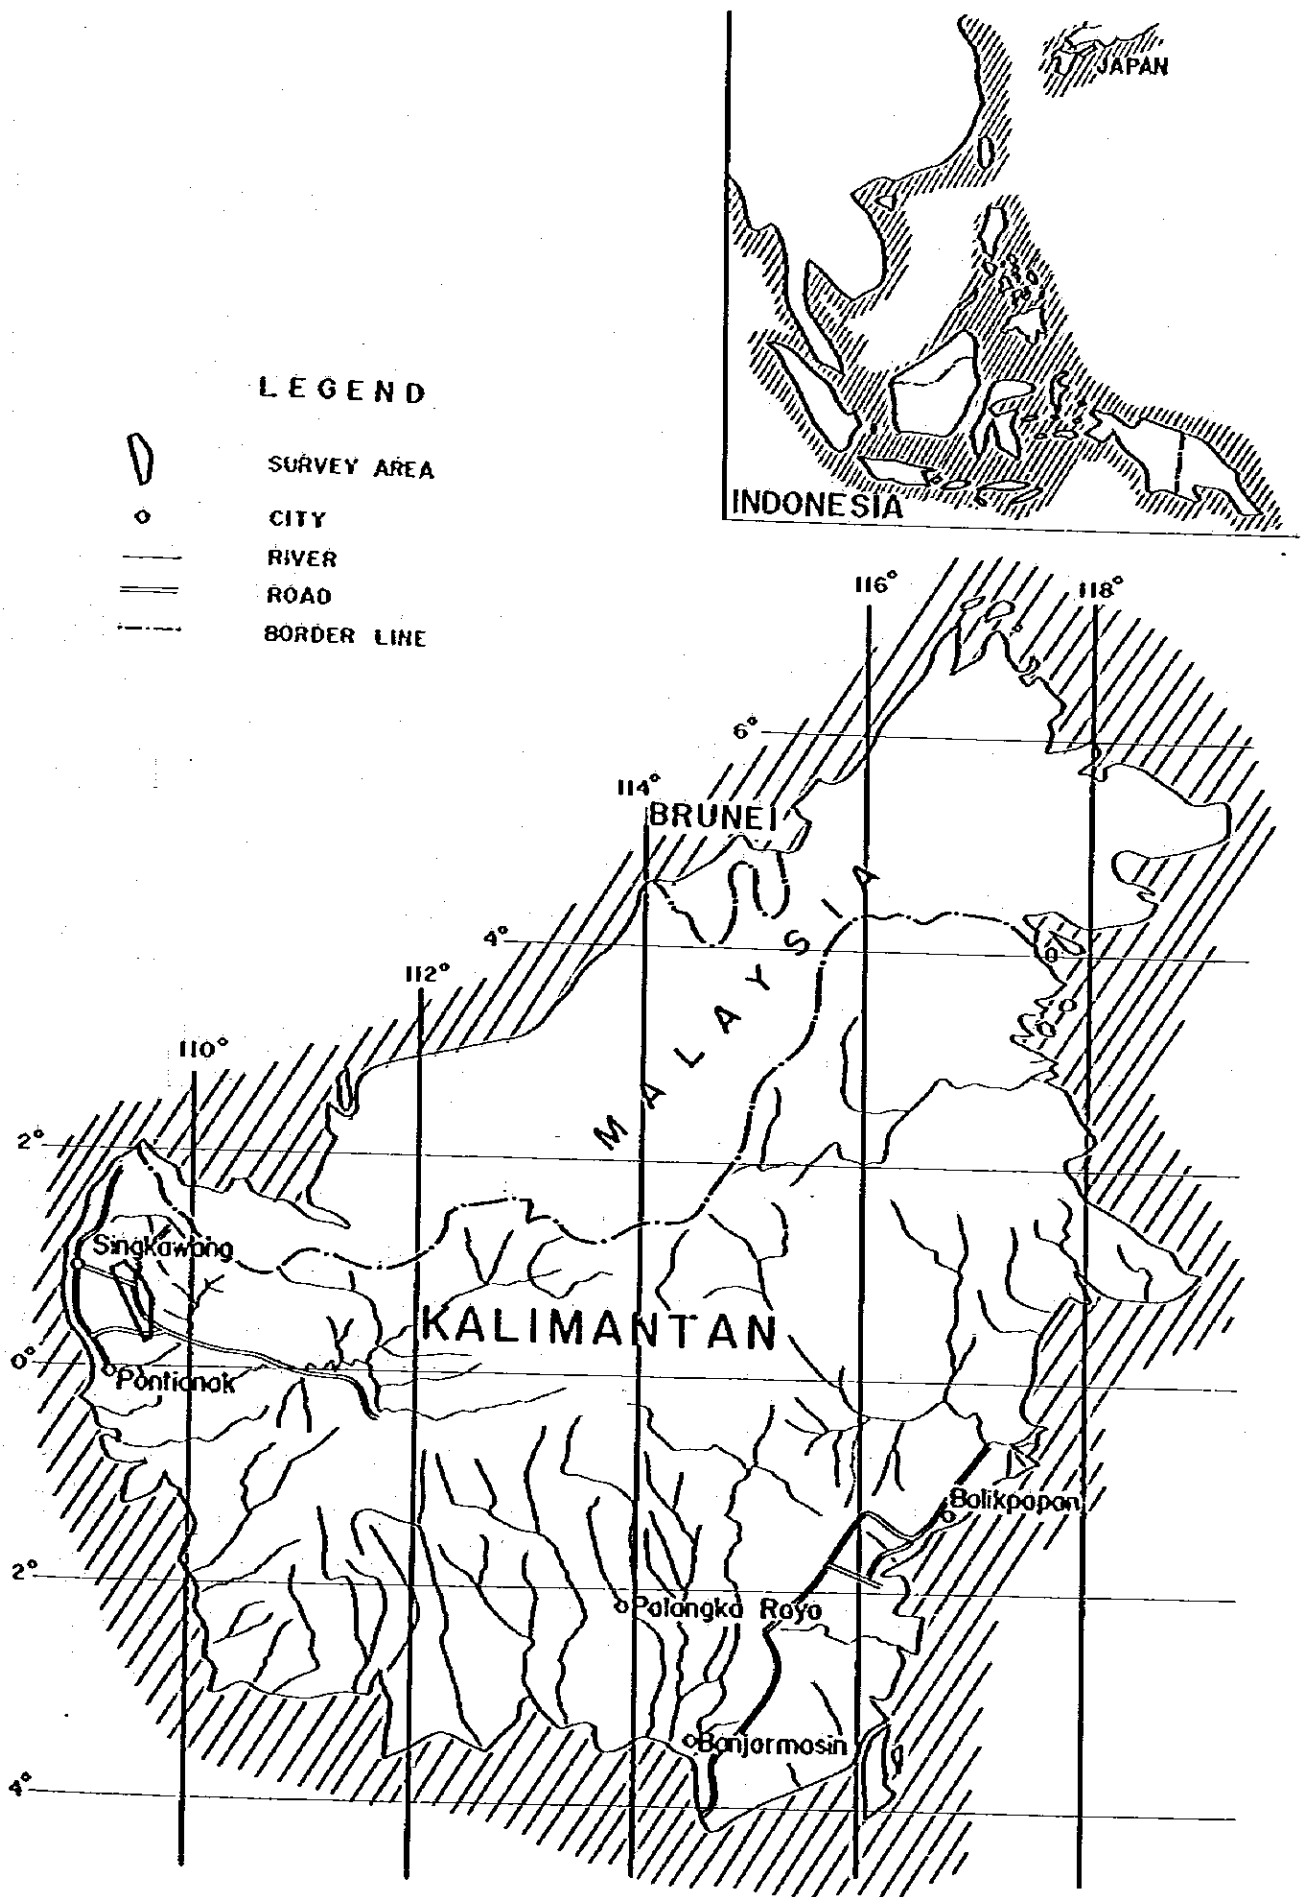 JAPAN
INDONESIA
LEGEND
SURVEY AREA
CITY
RIVER
ROAD
BORDER LINE
116°
118°
6°
114°
BRUNEI
4°
112°
MALAYSIA
110°
2°
Singkawang
KALIMANTAN
0°
Pontianak
Balikpapan
2°
Palangka Raya
Banjarmasin
4°